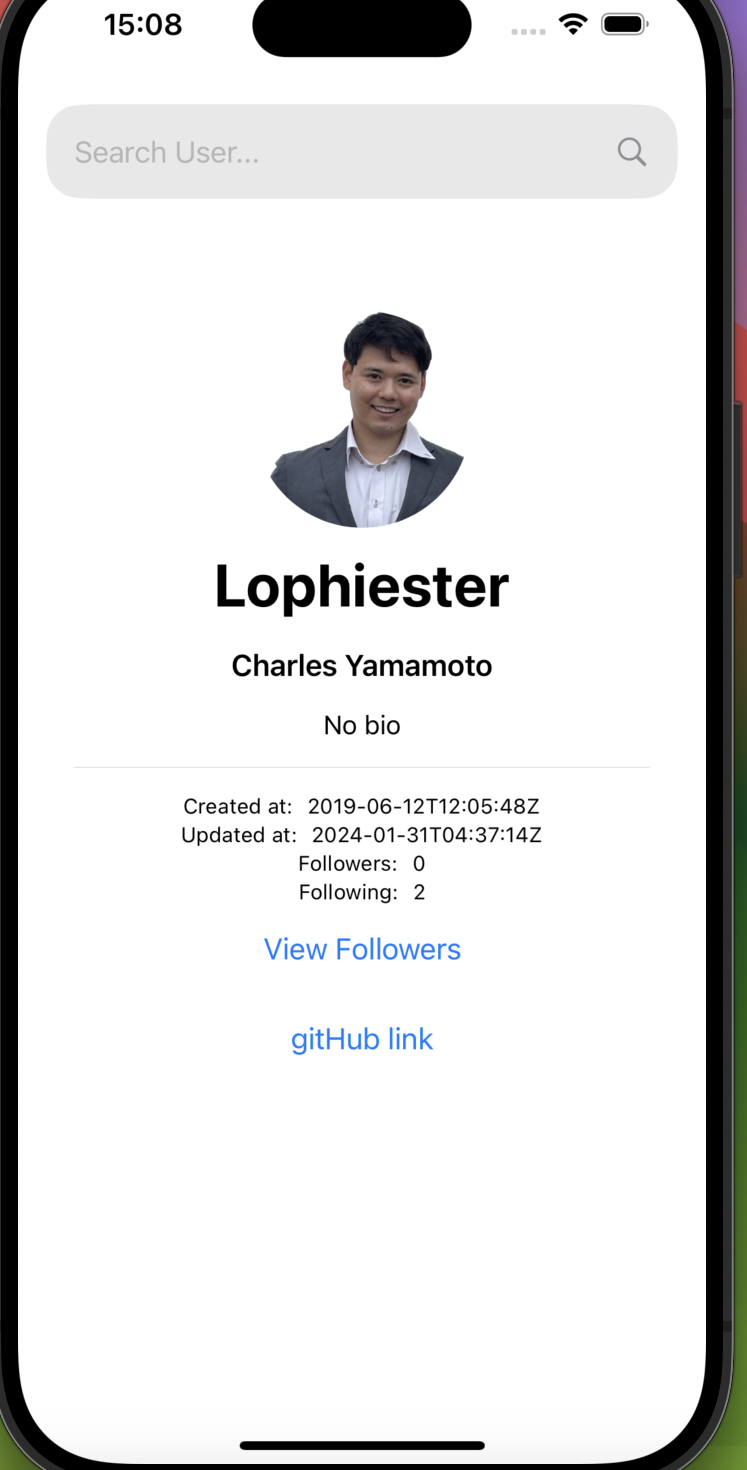 15:08
Search User...
Lophiester
Charles Yamamoto
No bio
Created at: 2019-06-12T12:05:48Z
Updated at: 2024-01-31T04:37:14Z
Followers: 0
Following: 2
View Followers
gitHub link